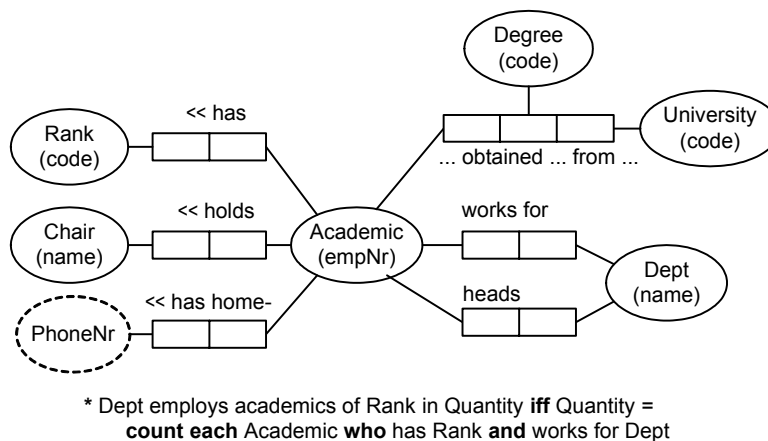 Degree
(code)
<< has
University
(code)
Rank
(code)
... obtained ... from ...
<< holds
works for
Chair
(name)
Academic
(empNr)
Dept
(name)
<< has home-
heads
PhoneNr
* Dept employs academics of Rank in Quantity iff Quantity =
count each Academic who has Rank and works for Dept